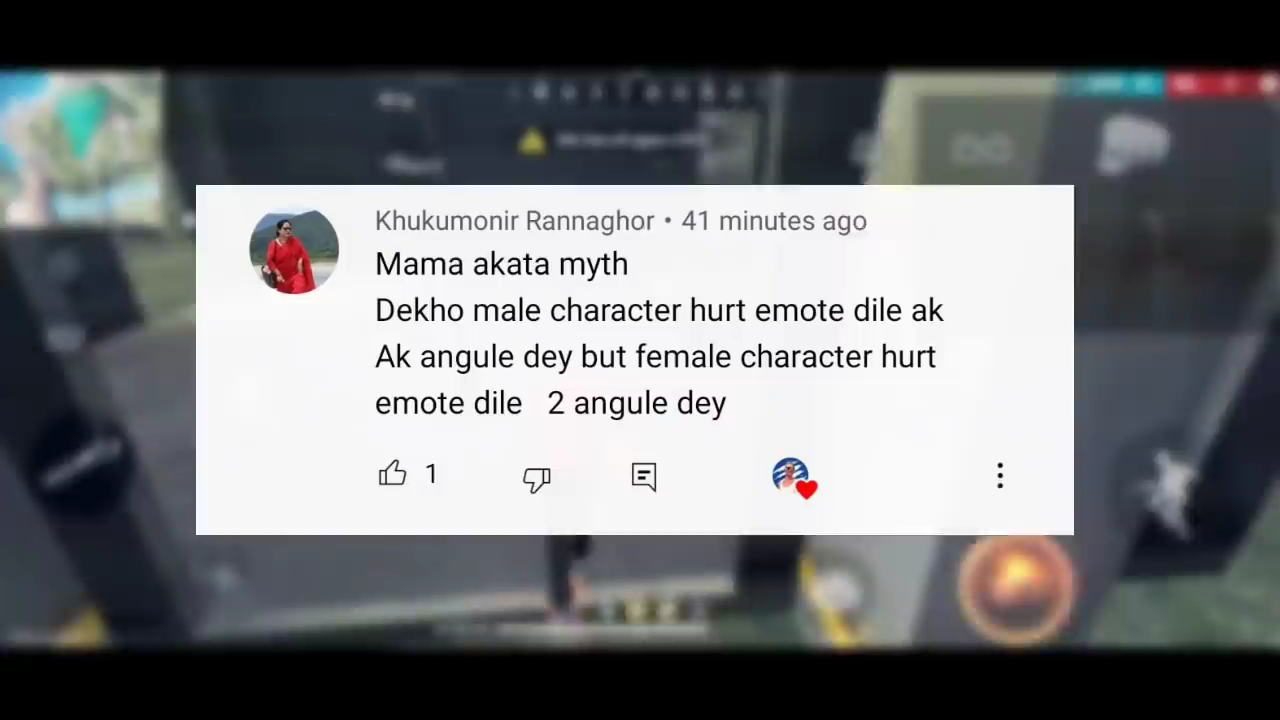 Khukumonir Rannaghor • 41 minutes ago
Mama akata myth
Dekho male character hurt emote dile ak
Ak angule dey but female character hurt
emote dile 2 angule dey
1